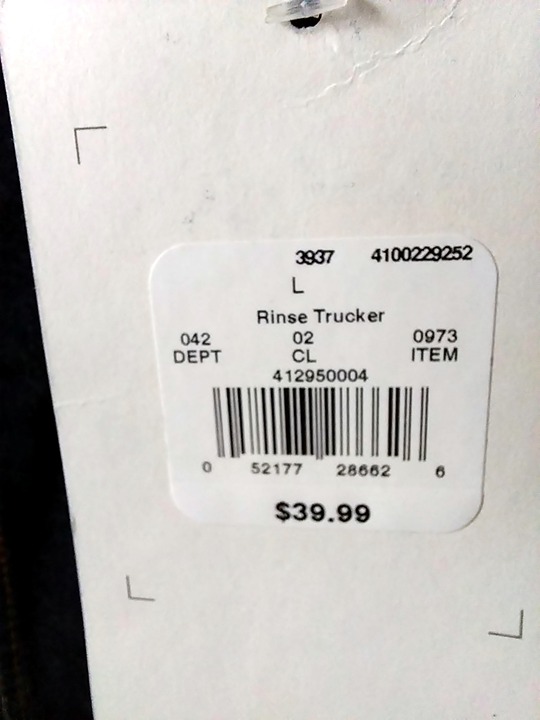 3937 4100229252
L
Rinse Trucker
042 02 0973
DEPT CL ITEM
412950004
0 52177 28662 6
$39.99